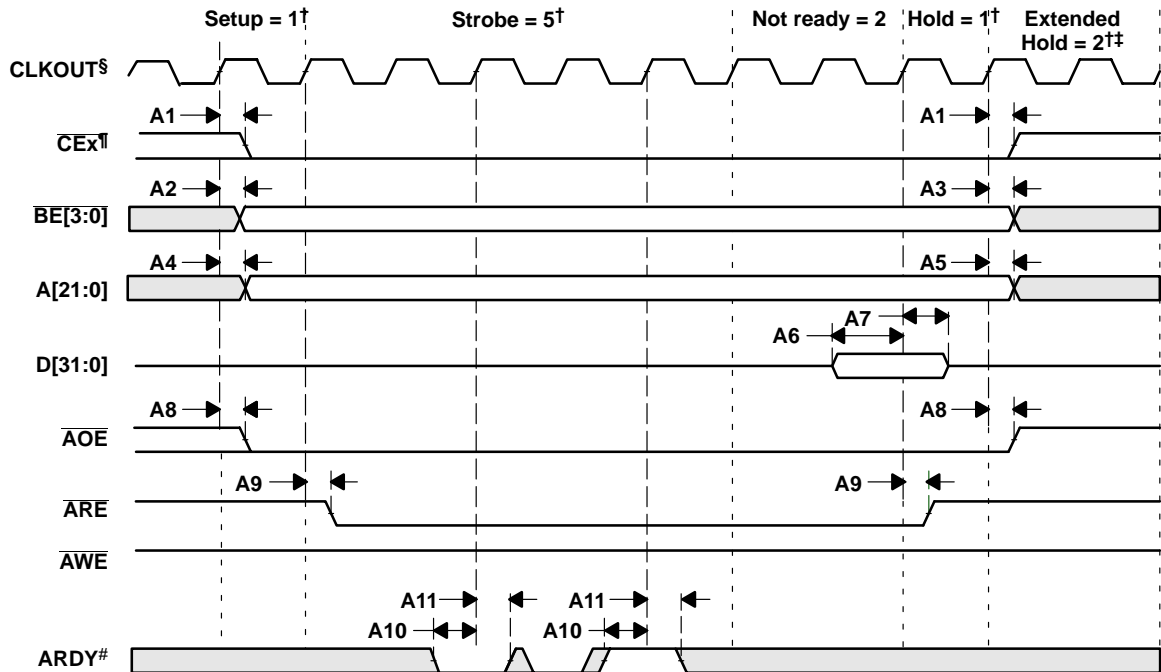 Setup = 1† Strobe = 5† Not ready = 2 Hold = 1† Extended
Hold = 2†‡
CLKOUT§
A1 A1
CEx¶
A2 A3
BE[3:0]
A4 A5
A[21:0]
A7
A6
D[31:0]
A8 A8
AOE
A9 A9
ARE
AWE
A11 A11
A10 A10
ARDY#